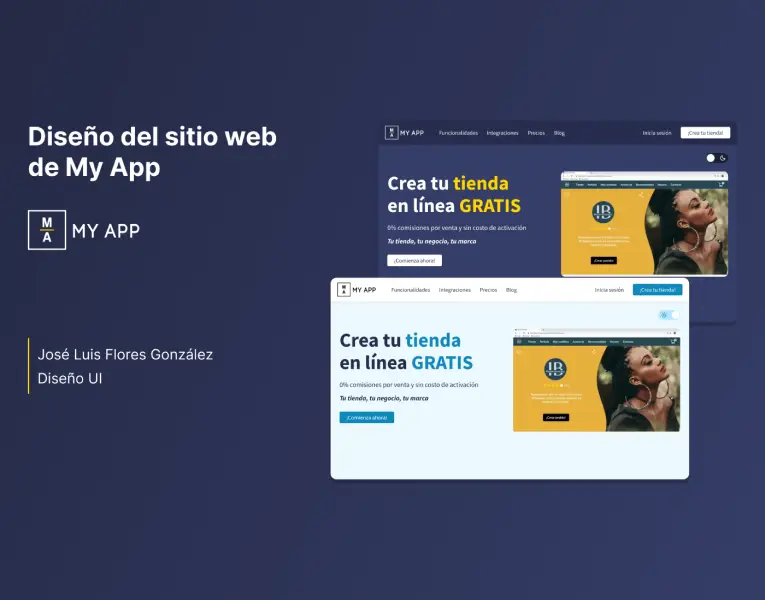 Diseño del sitio web
de My App
M
A
MY APP
José Luis Flores González
Diseño UI
M
A
MY APP
Funcionalidades
Integraciones
Precios
Blog
Inicia sesión
¡Crea tu tienda!
Crea tu tienda
en línea GRATIS
0% comisiones por venta y sin costo de activación
Tu tienda, tu negocio, tu marca
¡Comienza ahora!
IB
M
A
MY APP
Funcionalidades
Integraciones
Precios
Blog
Inicia sesión
¡Crea tu tienda!
Crea tu tienda
en línea GRATIS
0% comisiones por venta y sin costo de activación
Tu tienda, tu negocio, tu marca
¡Comienza ahora!
IB